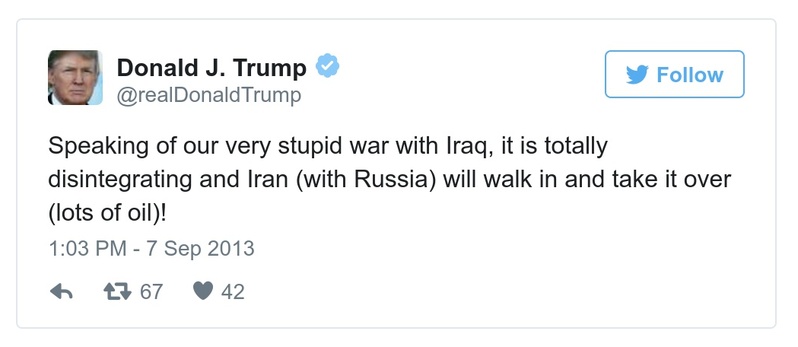 Donald J. Trump
@realDonaldTrump
Follow
Speaking of our very stupid war with Iraq, it is totally
disintegrating and Iran (with Russia) will walk in and take it over
(lots of oil)!
1:03 PM - 7 Sep 2013
67 42